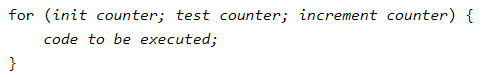 for (init counter; test counter; increment counter) {
    code to be executed;
}